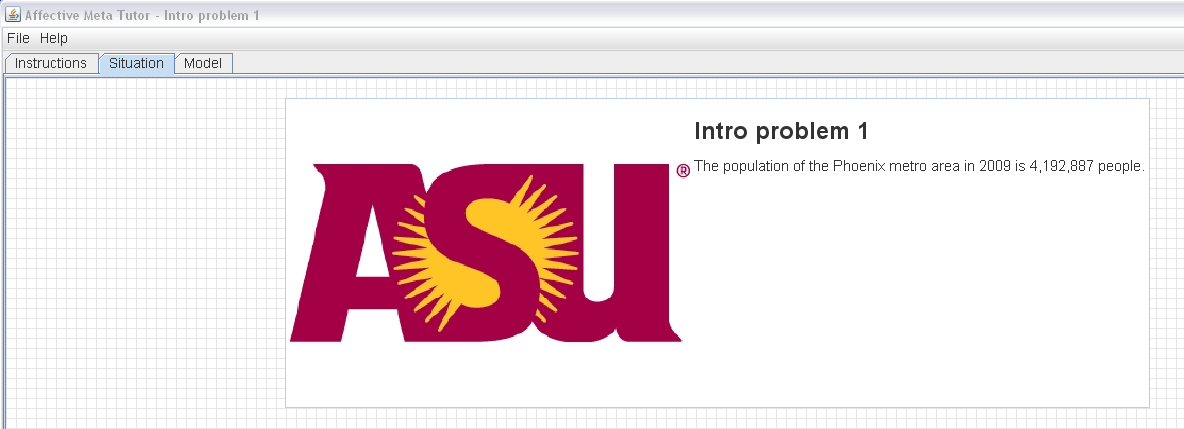 Affective Meta Tutor - Intro problem 1
File Help
Instructions Situation Model
Intro problem 1
ASU® The population of the Phoenix metro area in 2009 is 4,192,887 people.